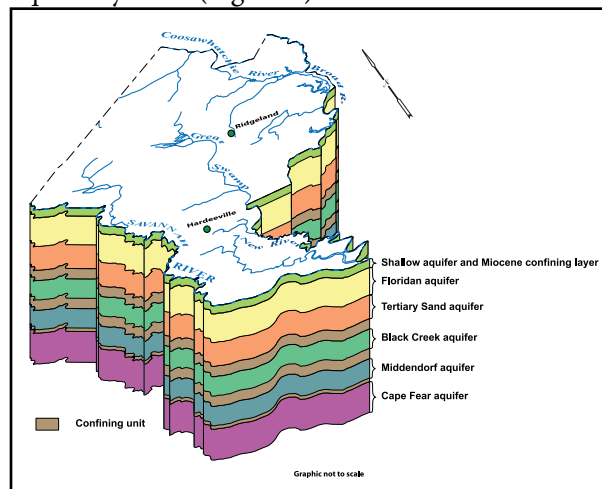 Coosawhatchie River
Broad R.
Ridgeland
Great Swamp
Hardeeville
SAVANNAH RIVER
New River
Shallow aquifer and Miocene confining layer
Floridan aquifer
Tertiary Sand aquifer
Black Creek aquifer
Middendorf aquifer
Cape Fear aquifer
Confining unit
Graphic not to scale